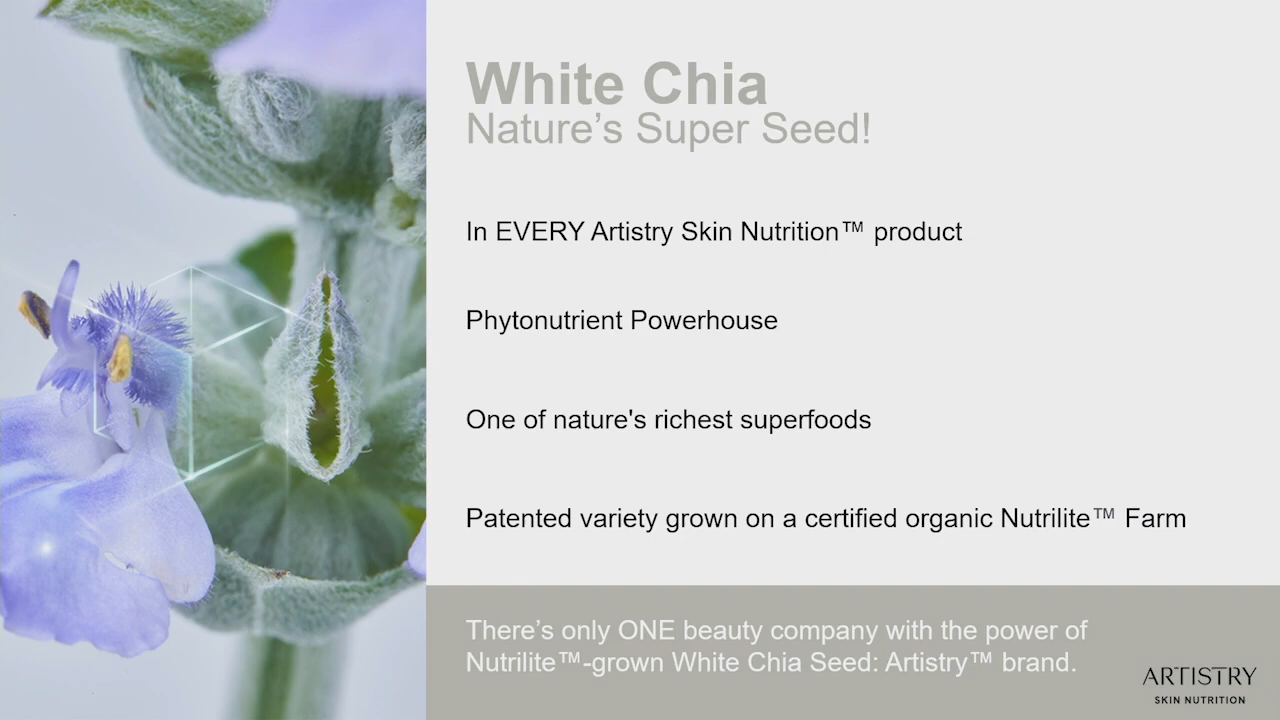 White Chia
Nature’s Super Seed!
In EVERY Artistry Skin Nutrition™ product
Phytonutrient Powerhouse
One of nature's richest superfoods
Patented variety grown on a certified organic Nutrilite™ Farm
There’s only ONE beauty company with the power of
Nutrilite™-grown White Chia Seed: Artistry™ brand.
ARTISTRY
SKIN NUTRITION